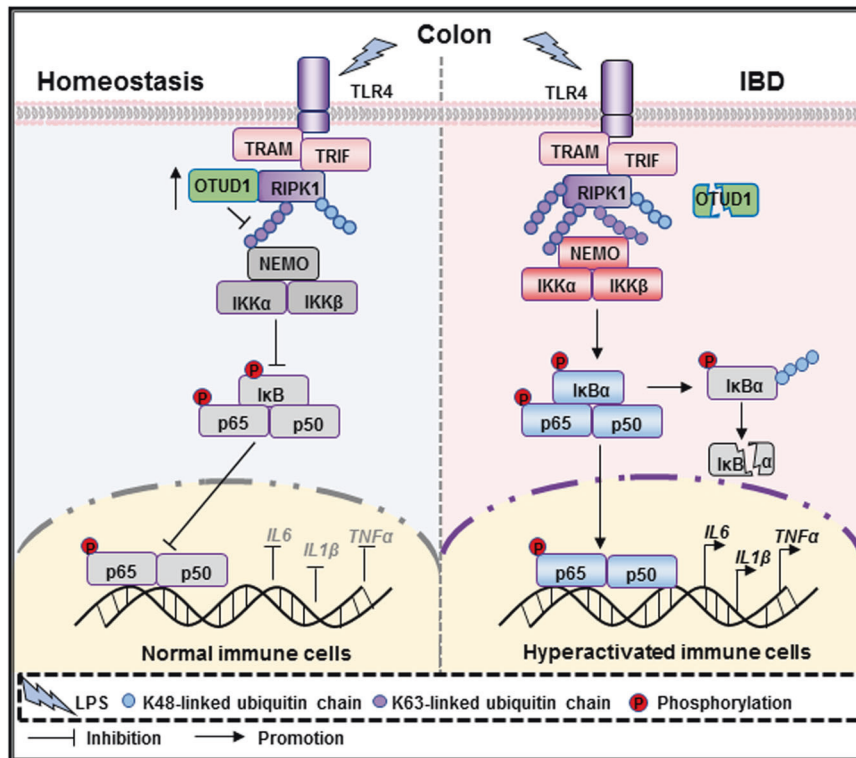 Colon
Homeostasis
IBD
TLR4
TLR4
TRAM
TRIF
OTUD1
RIPK1
NEMO
IKKα
IKKβ
P
IκB
P
p65
p50
P
p65
p50
IL6
IL1β
TNFα
Normal immune cells
TRAM
TRIF
RIPK1
OTUD1
NEMO
IKKα
IKKβ
P
IκBα
P
p65
p50
P
IκBα
IκB α
P
p65
p50
IL6
IL1β
TNFα
Hyperactivated immune cells
LPS K48-linked ubiquitin chain K63-linked ubiquitin chain P Phosphorylation
Inhibition Promotion